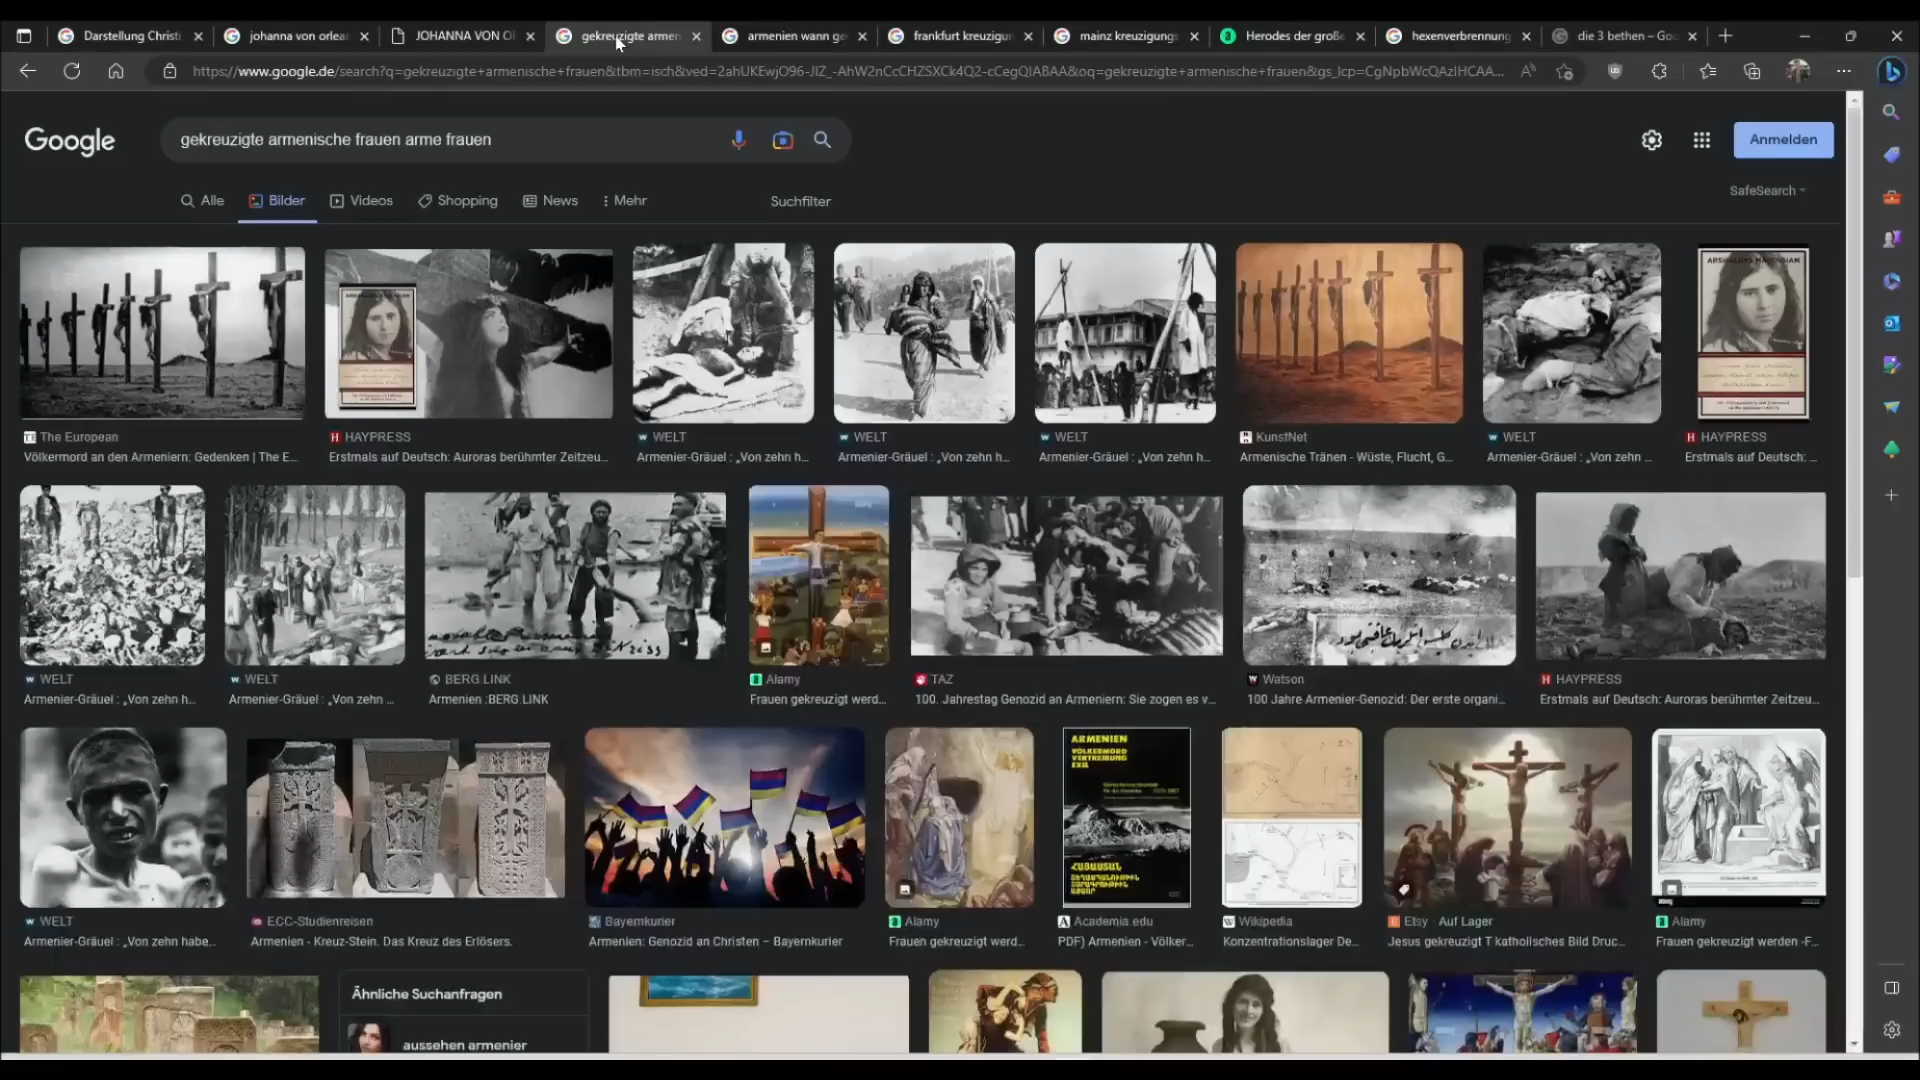 Darstellung Christi
johanna von orlea
JOHANNA VON O
gekreuzigte armen
armenien wann ge
frankfurt kreuzigun
mainz kreuzigungs
Herodes der große
hexenverbrennung
die 3 bethen – Goo
https://www.google.de/search?q=gekreuzigte+armenische+frauen&tbm=isch&ved=2ahUKEwjO96-JIZ_-AhW2nCcCHZSXCk4Q2-cCegQIABAA&oq=gekreuzigte+armenische+frauen&gs_lcp=CgNpbWcQAzIHCAA...
Google
gekreuzigte armenische frauen arme frauen
Anmelden
Alle
Bilder
Videos
Shopping
News
Mehr
Suchfilter
SafeSearch
ARSHALUYS MARDIGIAN
The European
Völkermord an den Armeniern: Gedenken | The E...
HAYPRESS
Erstmals auf Deutsch: Auroras berühmter Zeitzeu...
WELT
Armenier-Gräuel : „Von zehn h...
WELT
Armenier-Gräuel : „Von zehn h...
WELT
Armenier-Gräuel : „Von zehn h...
KunstNet
Armenische Tränen - Wüste, Flucht, G...
WELT
Armenier-Gräuel : „Von zehn ...
HAYPRESS
Erstmals auf Deutsch: ...
WELT
Armenier-Gräuel : „Von zehn h...
WELT
Armenier-Gräuel : „Von zehn ...
BERG.LINK
Armenien :BERG.LINK
Alamy
Frauen gekreuzigt werd...
TAZ
100. Jahrestag Genozid an Armeniern: Sie zogen es v...
Watson
100 Jahre Armenier-Genozid: Der erste organi...
HAYPRESS
Erstmals auf Deutsch: Auroras berühmter Zeitzeu...
ARMENIEN
VÖLKERMORD
VERTREIBUNG
EXIL
WELT
Armenier-Gräuel : „Von zehn habe...
ECC-Studienreisen
Armenien - Kreuz-Stein. Das Kreuz des Erlösers.
Bayernkurier
Armenien: Genozid an Christen – Bayernkurier
Alamy
Frauen gekreuzigt werd...
Academia.edu
PDF) Armenien - Völker...
Wikipedia
Konzentrationslager De...
Etsy · Auf Lager
Jesus gekreuzigt T katholisches Bild Druc...
Alamy
Frauen gekreuzigt werden -F...
Ähnliche Suchanfragen
aussehen armenier